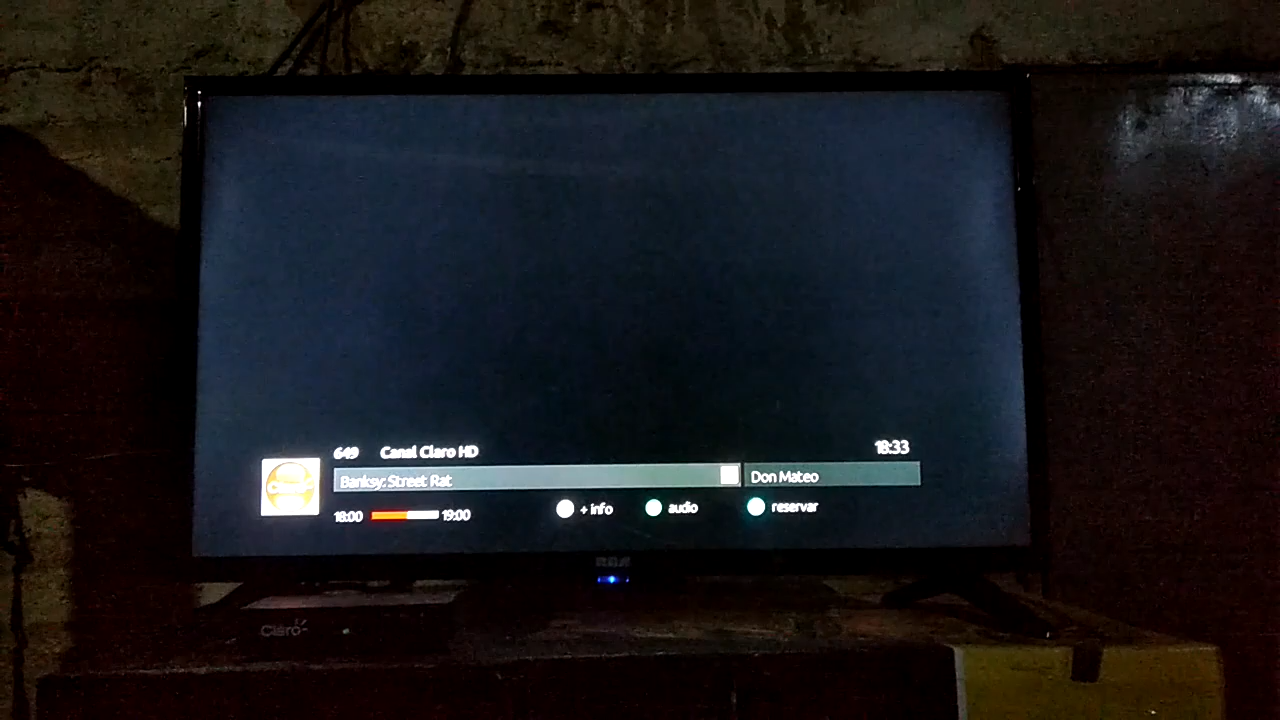 649 Canal Claro HD 18:33
Banksy: Street Rat Don Mateo
18:00 19:00 + info audio reservar
RCA
Claro